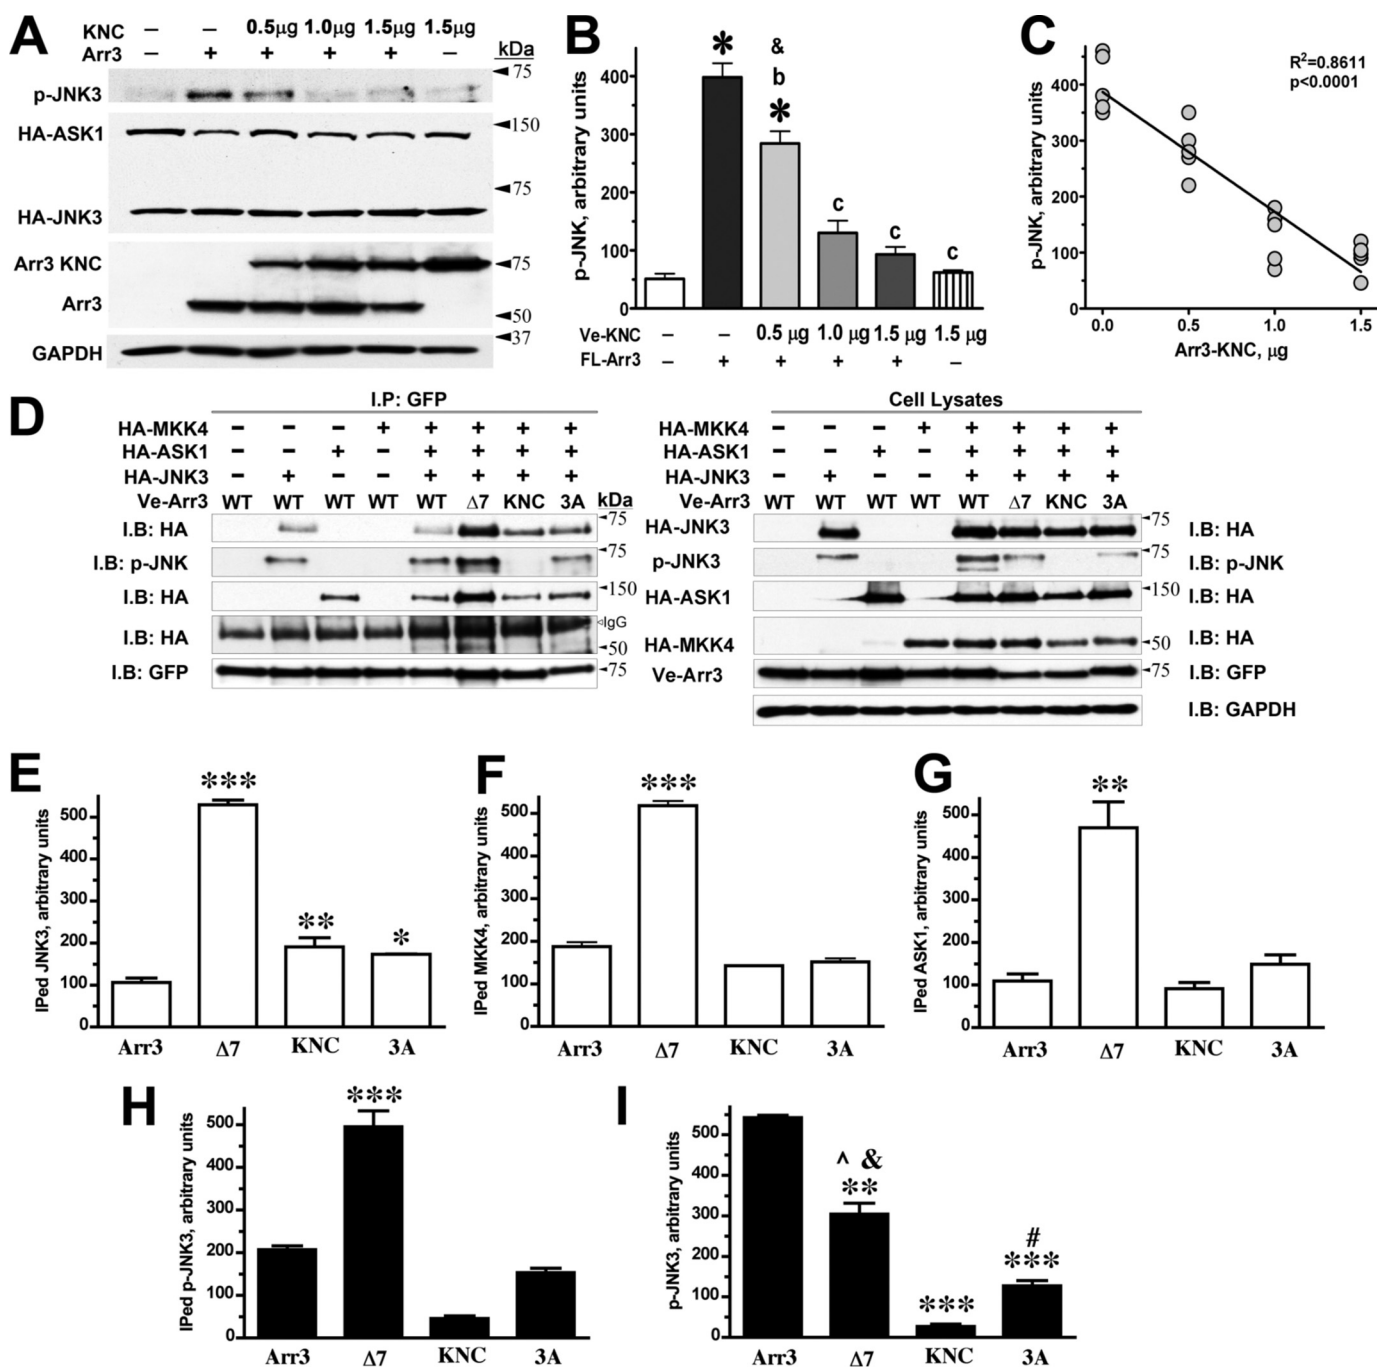 A
KNC – – 0.5µg 1.0µg 1.5µg 1.5µg
Arr3 – + + + + – kDa
p-JNK3 75
HA-ASK1 150
75
HA-JNK3
Arr3 KNC 75
Arr3 50
GAPDH 37
B
p-JNK, arbitrary units
400
300
200
100
0
* & b * c c c
Ve-KNC – – 0.5 µg 1.0 µg 1.5 µg 1.5 µg
FL-Arr3 – + + + + –
C
R²=0.8611
p<0.0001
p-JNK, arbitrary units
400
300
200
100
0
0.0 0.5 1.0 1.5
Arr3-KNC, µg
D
I.P: GFP
HA-MKK4 – – – + + + + +
HA-ASK1 – – + – + + + +
HA-JNK3 – + – – + + + +
Ve-Arr3 WT WT WT WT WT Δ7 KNC 3A kDa
I.B: HA 75
I.B: p-JNK 75
I.B: HA 150
I.B: HA IgG 50
I.B: GFP 75
Cell Lysates
HA-MKK4 – – – + + + + +
HA-ASK1 – – + – + + + +
HA-JNK3 – + – – + + + +
Ve-Arr3 WT WT WT WT WT Δ7 KNC 3A
HA-JNK3 75 I.B: HA
p-JNK3 75 I.B: p-JNK
HA-ASK1 150 I.B: HA
HA-MKK4 50 I.B: HA
Ve-Arr3 75 I.B: GFP
I.B: GAPDH
E
IPed JNK3, arbitrary units
500
400
300
200
100
0
*** ** *
Arr3 Δ7 KNC 3A
F
IPed MKK4, arbitrary units
500
400
300
200
100
0
***
Arr3 Δ7 KNC 3A
G
IPed ASK1, arbitrary units
500
400
300
200
100
0
**
Arr3 Δ7 KNC 3A
H
IPed p-JNK3, arbitrary units
500
400
300
200
100
0
***
Arr3 Δ7 KNC 3A
I
p-JNK3, arbitrary units
500
400
300
200
100
0
^ &
**
***
#
***
Arr3 Δ7 KNC 3A